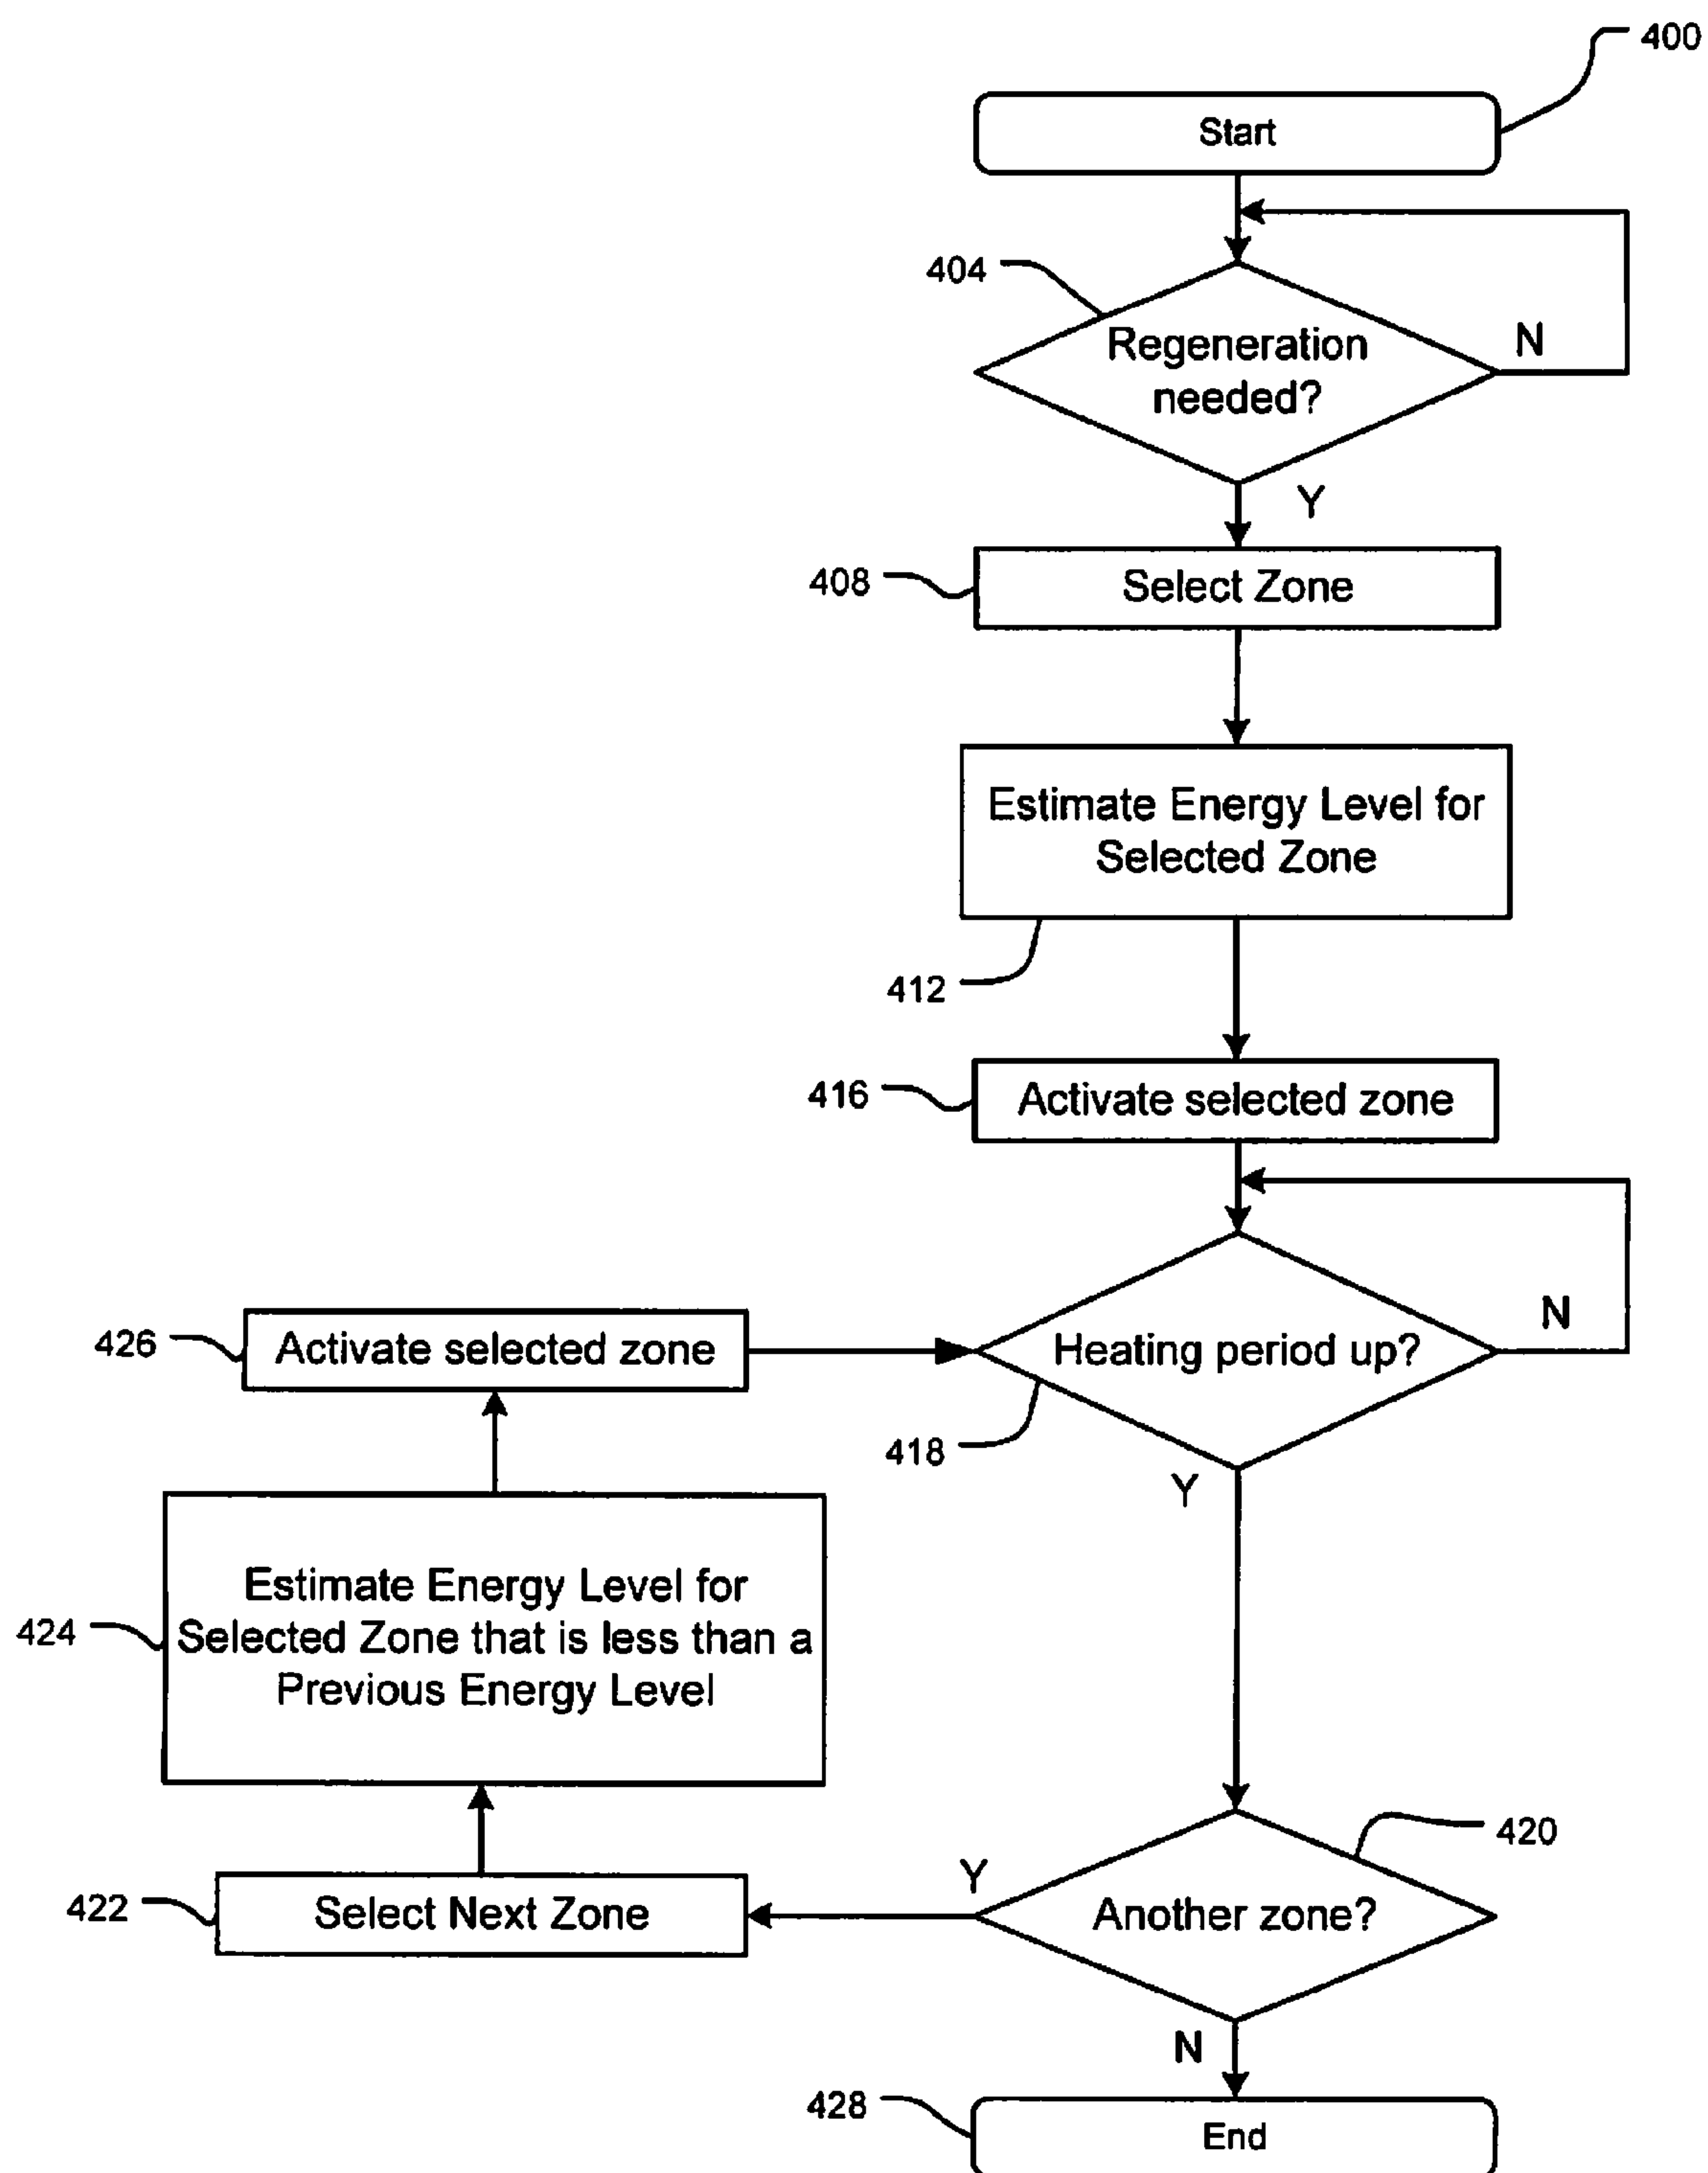 400
Start
404
Regeneration
needed?
N
Y
408
Select Zone
Estimate Energy Level for
Selected Zone
412
416
Activate selected zone
426
Activate selected zone
Heating period up?
N
418
Y
424
Estimate Energy Level for
Selected Zone that is less than a
Previous Energy Level
420
422
Select Next Zone
Y
Another zone?
N
428
End